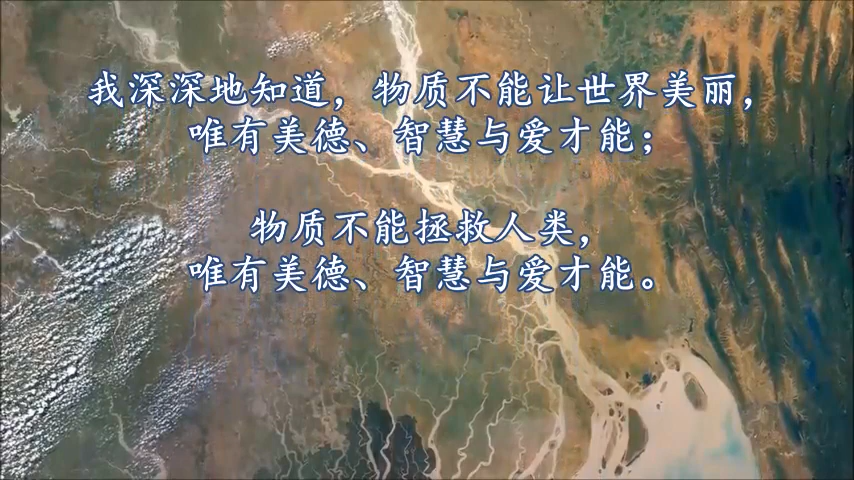 我深深地知道，物质不能让世界美丽，
唯有美德、智慧与爱才能；
物质不能拯救人类，
唯有美德、智慧与爱才能。